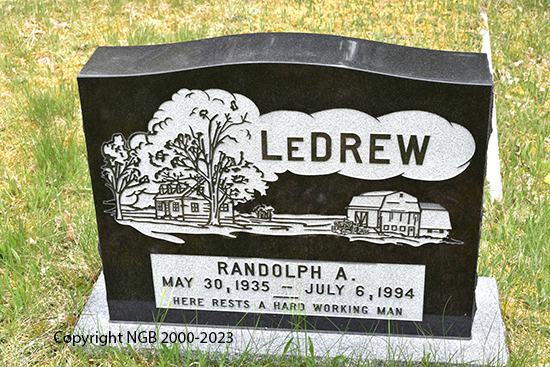 LEDREW
RANDOLPH A.
MAY 30, 1935 — JULY 6, 1994
HERE RESTS A HARD WORKING MAN
Copyright NGB 2000-2023